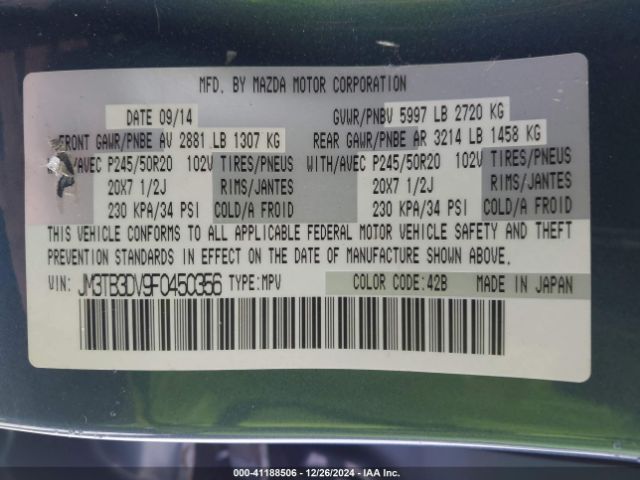 MFD. BY MAZDA MOTOR CORPORATION
DATE 09/14 GVWR/PNBV 5997 LB 2720 KG
FRONT GAWR/PNBE AV 2881 LB 1307 KG REAR GAWR/PNBE AR 3214 LB 1458 KG
/AVEC P245/50R20 102V TIRES/PNEUS WITH/AVEC P245/50R20 102V TIRES/PNEUS
20X7 1/2J RIMS/JANTES 20X7 1/2J RIMS/JANTES
230 KPA/34 PSI COLD/A FROID 230 KPA/34 PSI COLD/A FROID
THIS VEHICLE CONFORMS TO ALL APPLICABLE FEDERAL MOTOR VEHICLE SAFETY AND THEFT
PREVENTION STANDARDS IN EFFECT ON THE DATE OF MANUFACTURE SHOWN ABOVE.
VIN: JM3TB3DV9F0450356 TYPE:MPV COLOR CODE:42B MADE IN JAPAN
000-41188506 - 12/26/2024 - IAA Inc.